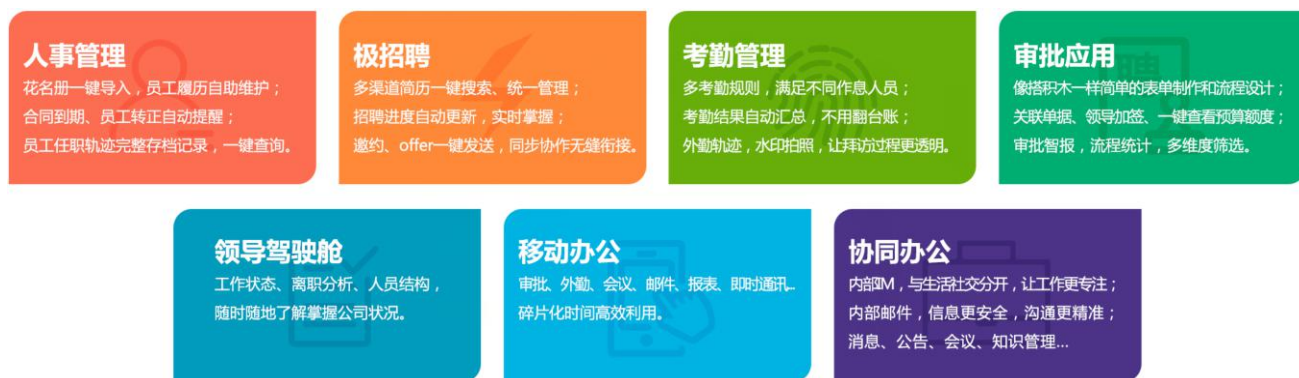 人事管理
花名册一键导入，员工履历自助维护；
合同到期、员工转正自动提醒；
员工任职轨迹完整存档记录，一键查询。
极招聘
多渠道简历一键搜索、统一管理；
招聘进度自动更新，实时掌握；
邀约、offer一键发送，同步协作无缝衔接。
考勤管理
多考勤规则，满足不同作息人员；
考勤结果自动汇总，不用翻台账；
外勤轨迹，水印拍照，让拜访过程更透明。
审批应用
像搭积木一样简单的表单制作和流程设计；
关联单据、领导加签、一键查看预算额度；
审批智报，流程统计，多维度筛选。
聘
领导驾驶舱
工作状态、离职分析、人员结构，
随时随地了解掌握公司状况。
移动办公
审批、外勤、会议、邮件、报表、即时通讯...
碎片化时间高效利用。
协同办公
内部IM，与生活社交分开，让工作更专注；
内部邮件，信息更安全，沟通更精准；
消息、公告、会议、知识管理...